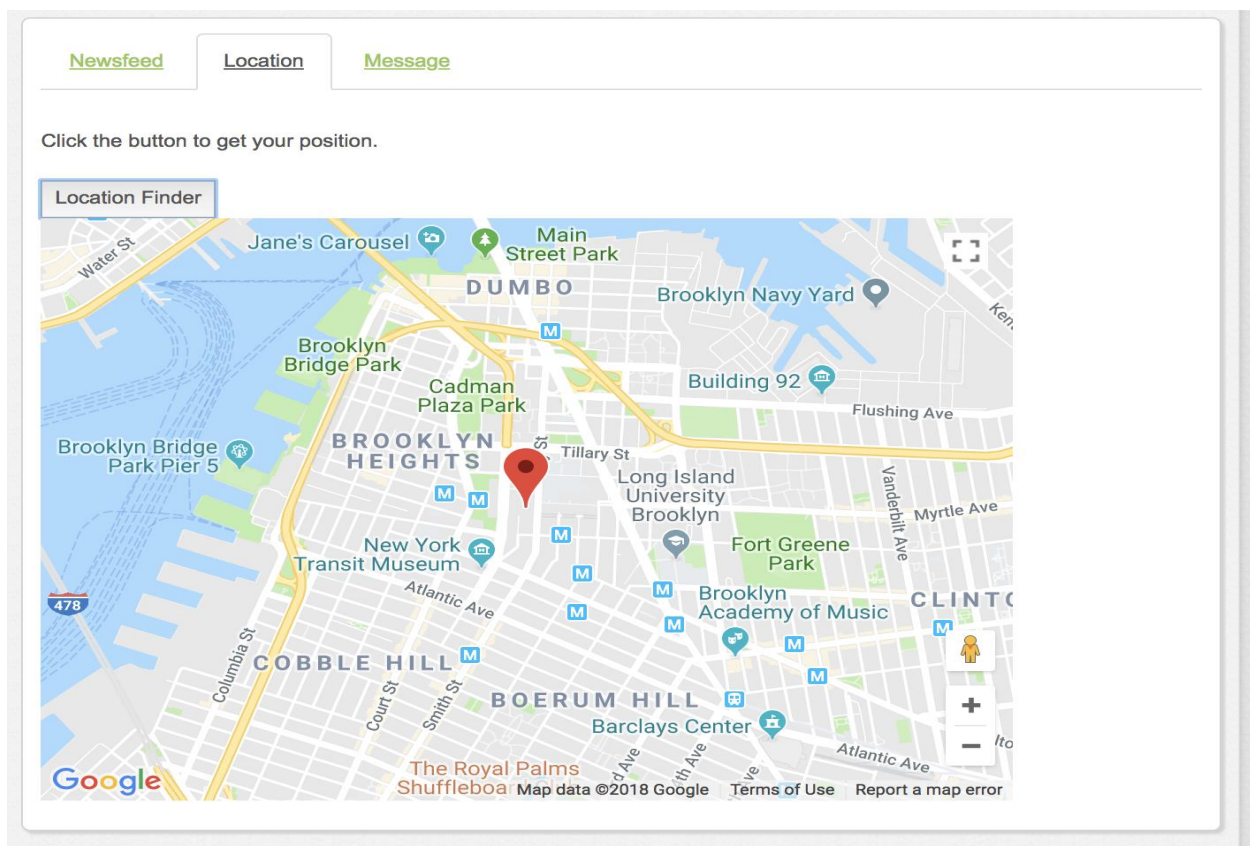 Newsfeed
Location
Message
Click the button to get your position.
Location Finder
Water St
Jane's Carousel
Main
Street Park
DUMBO
Brooklyn Navy Yard
Brooklyn
Bridge Park
Cadman
Plaza Park
Building 92
Flushing Ave
Brooklyn Bridge
Park Pier 5
BROOKLYN
HEIGHTS
St
Tillary St
Long Island
University
Brooklyn
Vanderbilt Ave
Myrtle Ave
New York
Transit Museum
Fort Greene
Park
Atlantic Ave
478
Brooklyn
Academy of Music
CLINTO
Columbia St
COBBLE HILL
Court St
Smith St
BOERUM HILL
Barclays Center
Atlantic Ave
The Royal Palms
Google
Map data ©2018 Google
Terms of Use
Report a map error
M
M
M
M
M
M
M
M
M
M
M
M